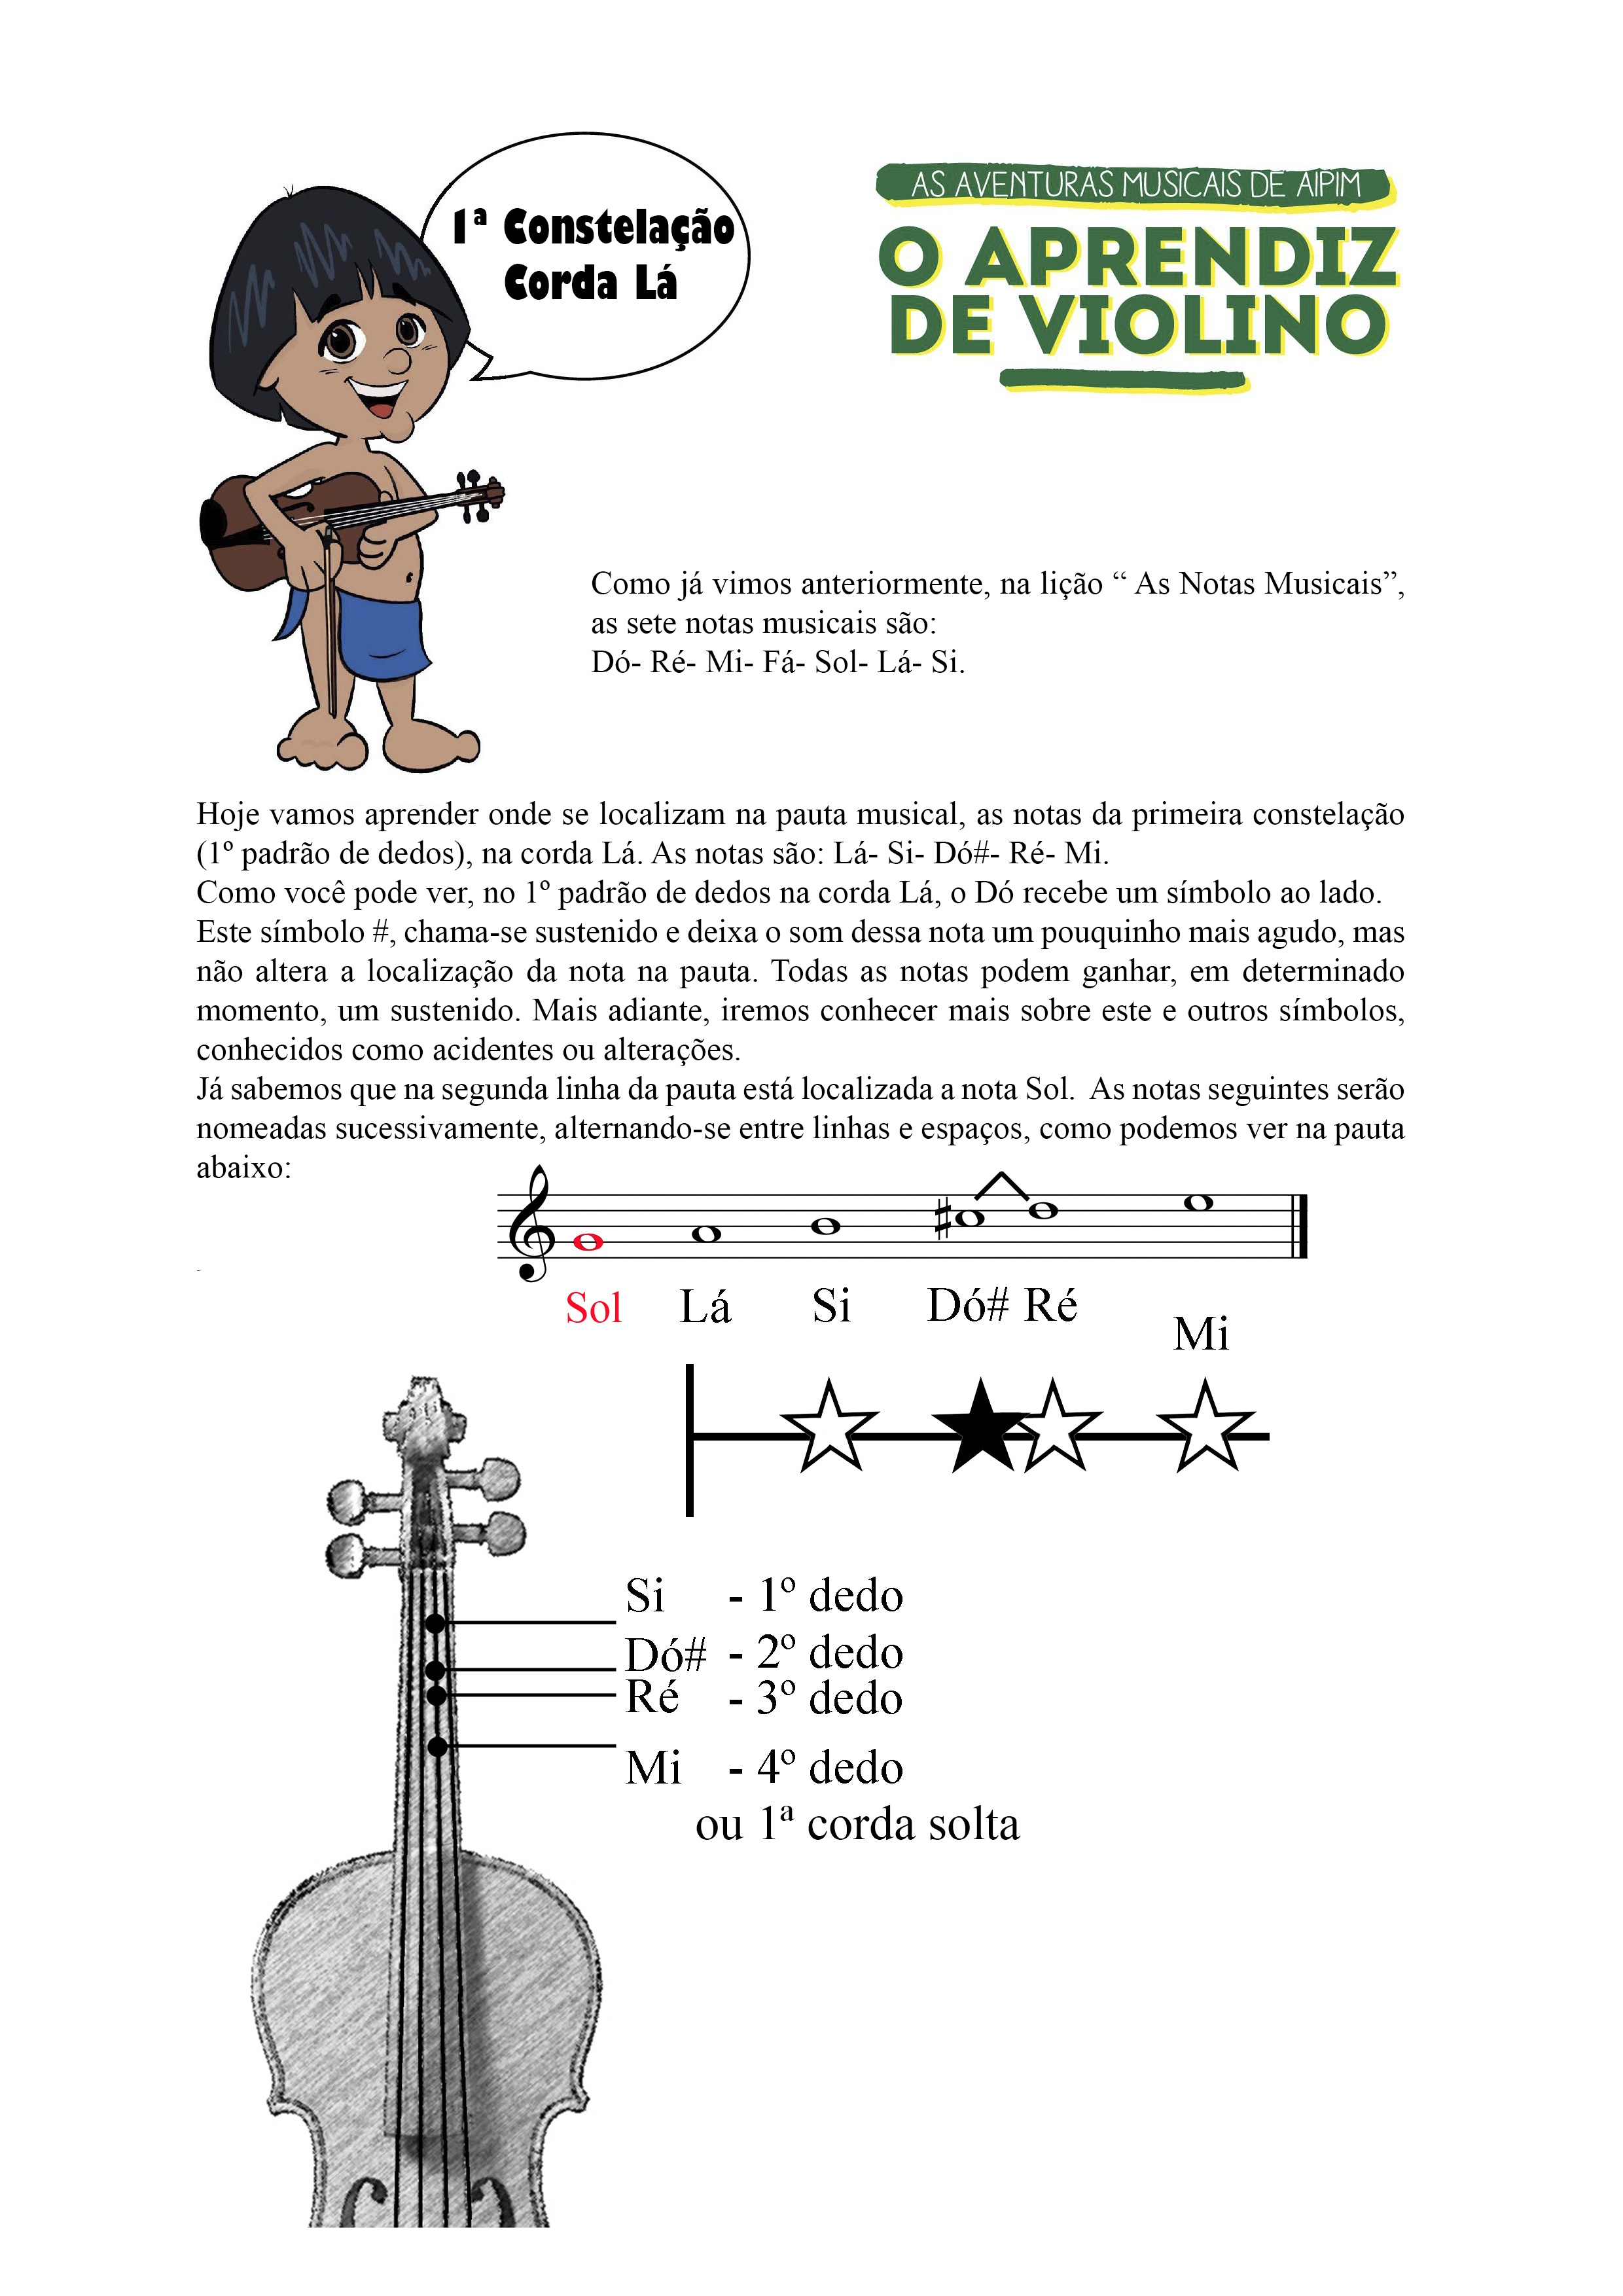 1ª Constelação
Corda Lá
AS AVENTURAS MUSICAIS DE AIPIM
O APRENDIZ
DE VIOLINO
Como já vimos anteriormente, na lição “ As Notas Musicais”,
as sete notas musicais são:
Dó- Ré- Mi- Fá- Sol- Lá- Si.
Hoje vamos aprender onde se localizam na pauta musical, as notas da primeira constelação
(1º padrão de dedos), na corda Lá. As notas são: Lá- Si- Dó#- Ré- Mi.
Como você pode ver, no 1º padrão de dedos na corda Lá, o Dó recebe um símbolo ao lado.
Este símbolo #, chama-se sustenido e deixa o som dessa nota um pouquinho mais agudo, mas
não altera a localização da nota na pauta. Todas as notas podem ganhar, em determinado
momento, um sustenido. Mais adiante, iremos conhecer mais sobre este e outros símbolos,
conhecidos como acidentes ou alterações.
Já sabemos que na segunda linha da pauta está localizada a nota Sol. As notas seguintes serão
nomeadas sucessivamente, alternando-se entre linhas e espaços, como podemos ver na pauta
abaixo:
Sol Lá Si Dó# Ré Mi
Si - 1º dedo
Dó# - 2º dedo
Ré - 3º dedo
Mi - 4º dedo
ou 1ª corda solta